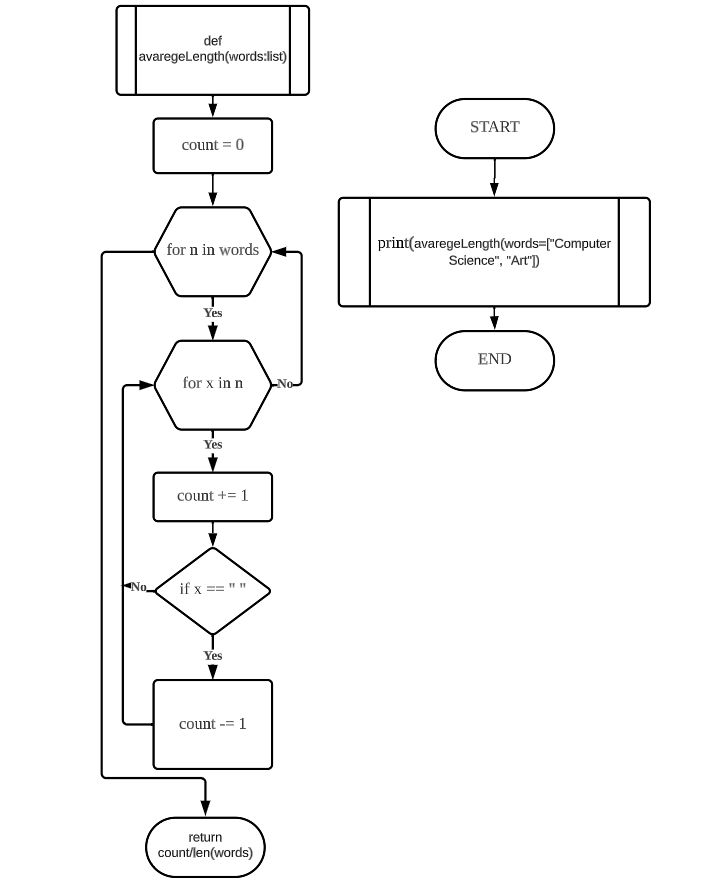 def
avaregeLength(words:list)
count = 0
for n in words
Yes
for x in n
No
Yes
count += 1
if x == " "
No
Yes
count -= 1
return
count/len(words)
START
print(avaregeLength(words=["Computer
Science", "Art"])
END